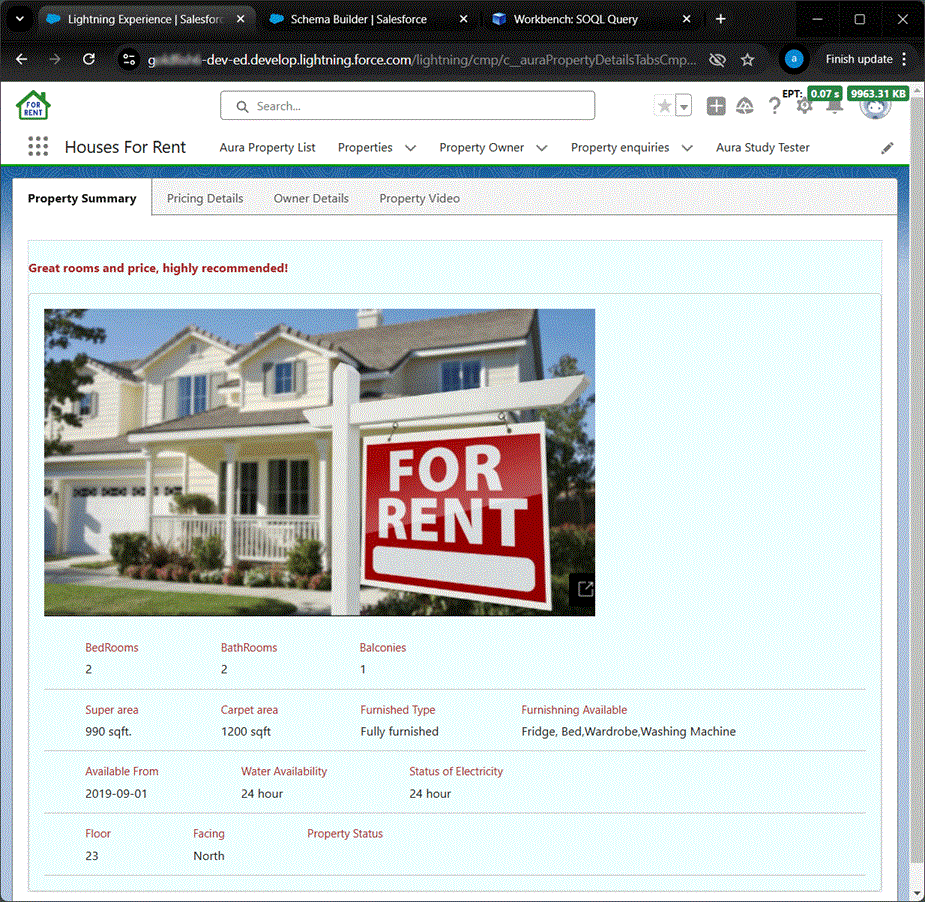 Lightning Experience | Salesforc
Schema Builder | Salesforce
Workbench: SOQL Query
-dev-ed.develop.lightning.force.com/lightning/cmp/c__auraPropertyDetailsTabsCmp...
a
Finish update
FOR
RENT
Search...
EPT: 0.07 s 9963.31 KB
Houses For Rent
Aura Property List
Properties
Property Owner
Property enquiries
Aura Study Tester
Property Summary
Pricing Details
Owner Details
Property Video
Great rooms and price, highly recommended!
FOR
RENT
BedRooms BathRooms Balconies
2 2 1
Super area Carpet area Furnished Type Furnishning Available
990 sqft. 1200 sqft Fully furnished Fridge, Bed,Wardrobe,Washing Machine
Available From Water Availability Status of Electricity
2019-09-01 24 hour 24 hour
Floor Facing Property Status
23 North